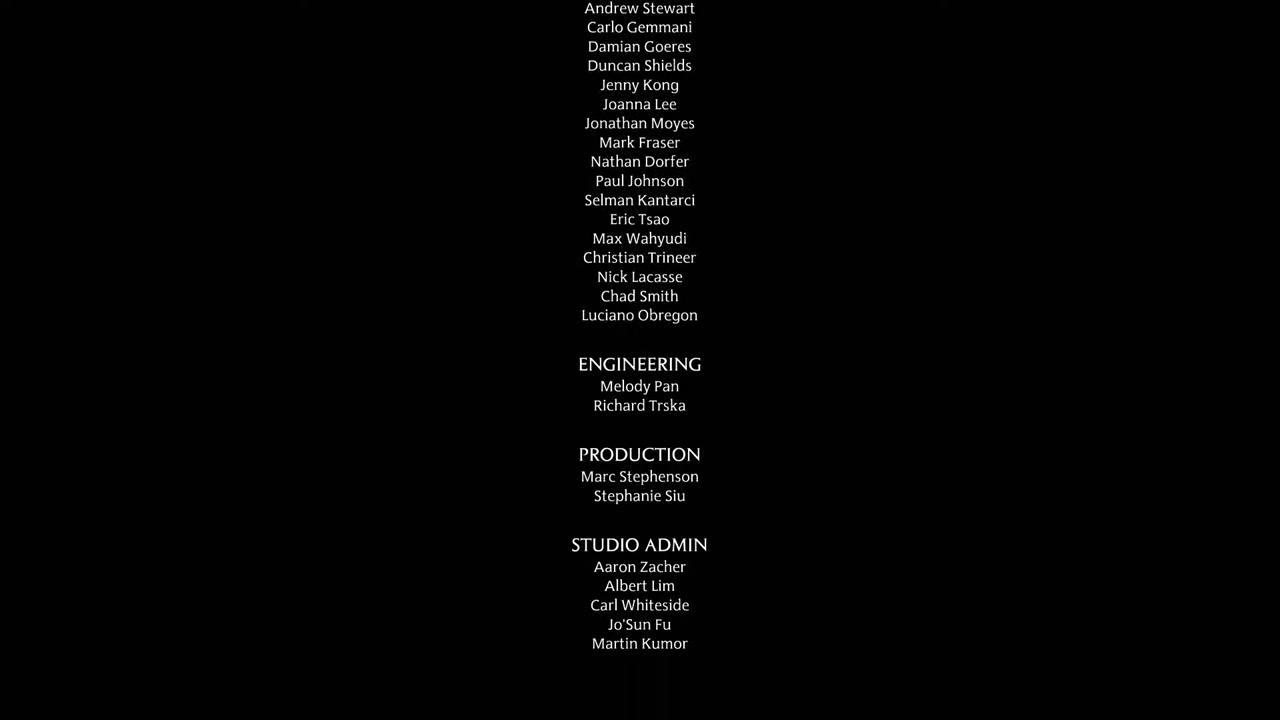 Andrew Stewart
Carlo Gemmani
Damian Goeres
Duncan Shields
Jenny Kong
Joanna Lee
Jonathan Moyes
Mark Fraser
Nathan Dorfer
Paul Johnson
Selman Kantarci
Eric Tsao
Max Wahyudi
Christian Trineer
Nick Lacasse
Chad Smith
Luciano Obregon
ENGINEERING
Melody Pan
Richard Trska
PRODUCTION
Marc Stephenson
Stephanie Siu
STUDIO ADMIN
Aaron Zacher
Albert Lim
Carl Whiteside
Jo'Sun Fu
Martin Kumor